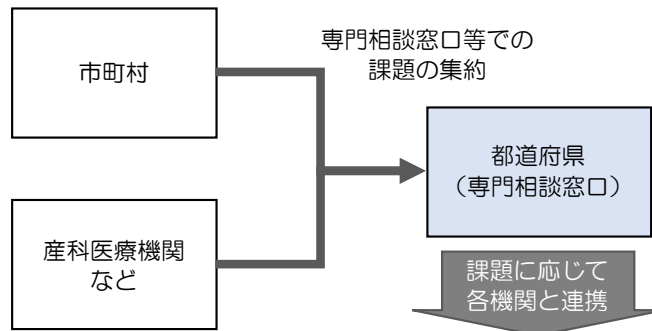 市町村
専門相談窓口等での
課題の集約
都道府県
（専門相談窓口）
産科医療機関
など
課題に応じて
各機関と連携